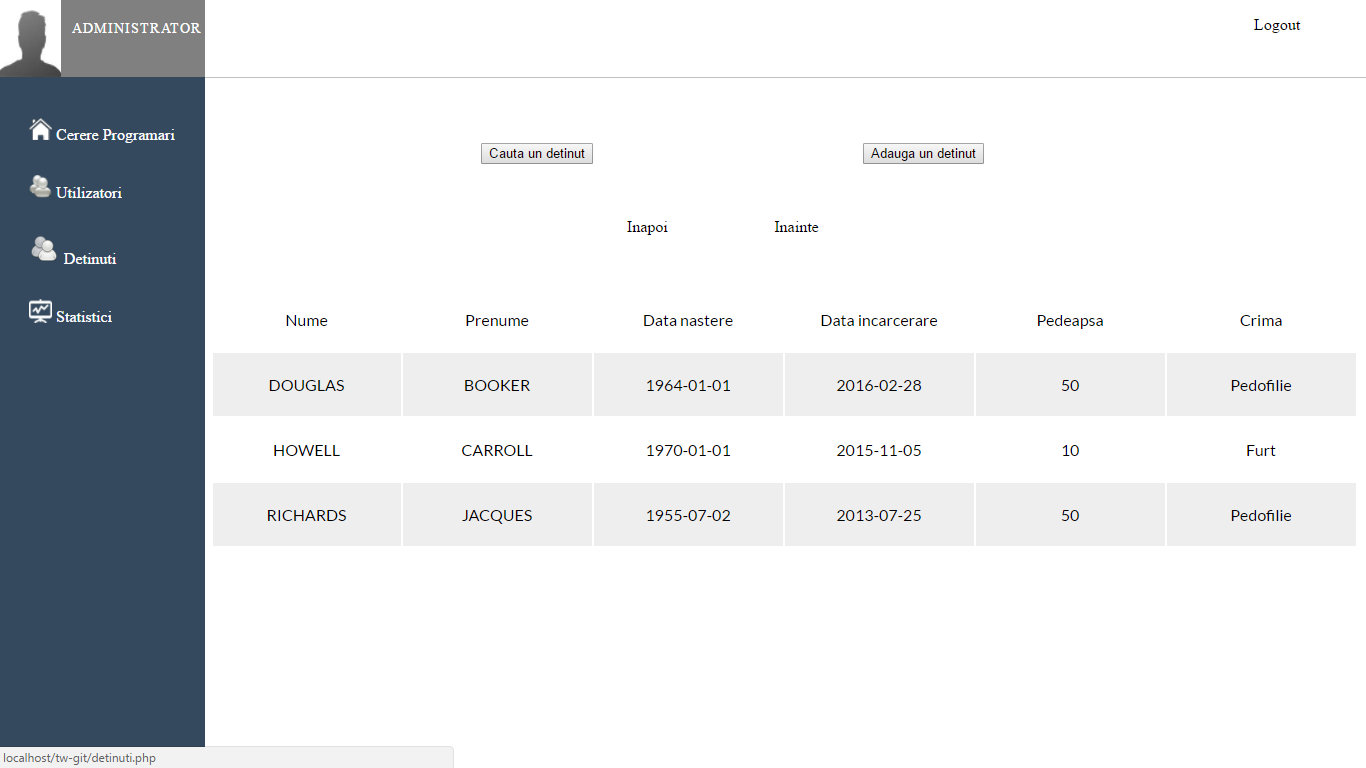 ADMINISTRATOR
Logout
Cerere Programari
Utilizatori
Detinuti
Statistici
Cauta un detinut
Adauga un detinut
Inapoi Inainte
Nume Prenume Data nastere Data incarcerare Pedeapsa Crima
DOUGLAS BOOKER 1964-01-01 2016-02-28 50 Pedofilie
HOWELL CARROLL 1970-01-01 2015-11-05 10 Furt
RICHARDS JACQUES 1955-07-02 2013-07-25 50 Pedofilie
localhost/tw-git/detinuti.php